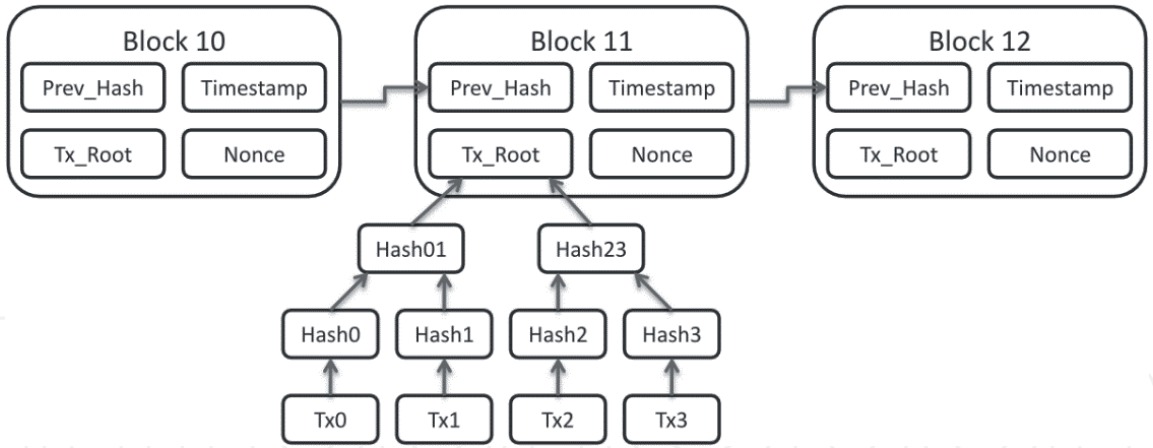 Block 10 Block 11 Block 12
Prev_Hash Timestamp Prev_Hash Timestamp Prev_Hash Timestamp
Tx_Root Nonce Tx_Root Nonce Tx_Root Nonce
Hash01 Hash23
Hash0 Hash1 Hash2 Hash3
Tx0 Tx1 Tx2 Tx3